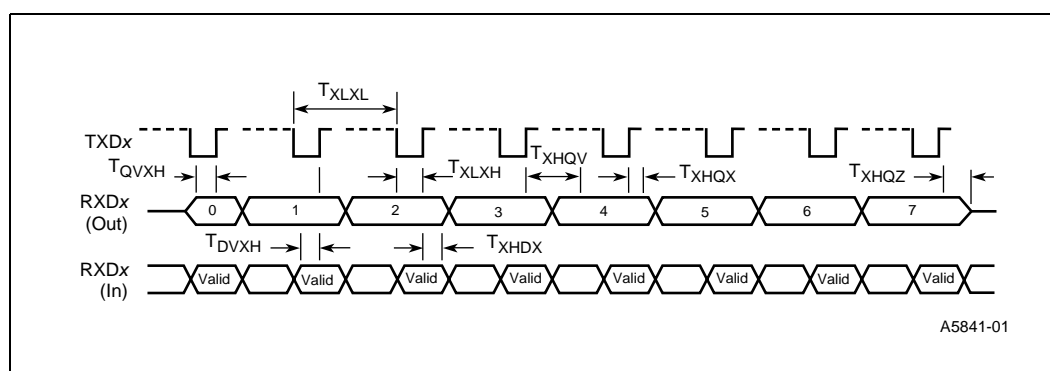 TXLXL
TXDx
TQVXH
TXLXH
TXHQV
TXHQX
TXHQZ
RXDx
(Out)
0 1 2 3 4 5 6 7
TDVXH
TXHDX
RXDx
(In)
Valid Valid Valid Valid Valid Valid Valid Valid
A5841-01